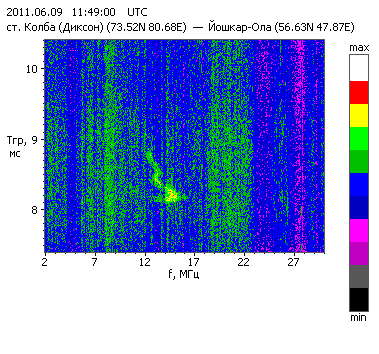 2011.06.09 11:49:00 UTC
ст. Колба (Диксон) (73.52N 80.68E) — Йошкар-Ола (56.63N 47.87E)
max
10
Tгр,
мс
9
8
2 7 12 17 22 27
f, МГц
min